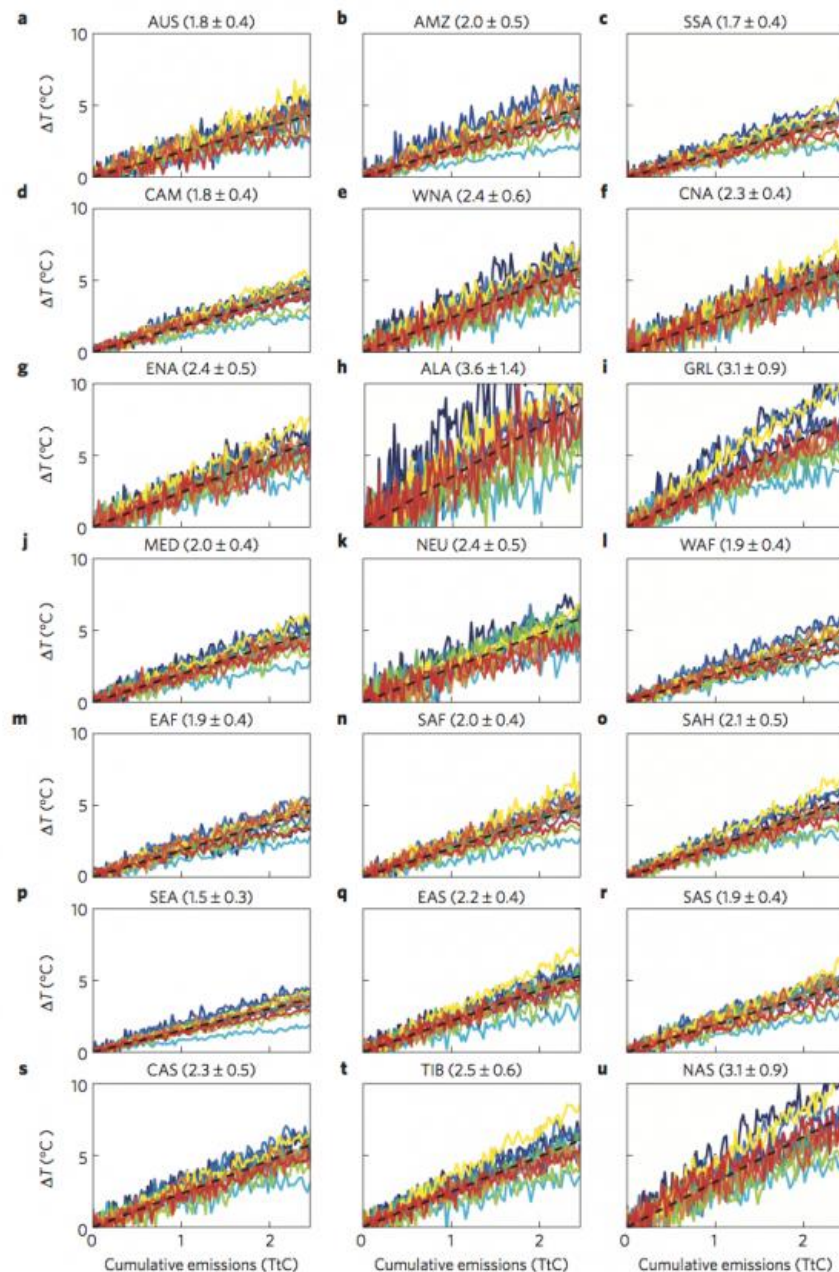 a AUS (1.8 ± 0.4) b AMZ (2.0 ± 0.5) c SSA (1.7 ± 0.4)
10
ΔT (°C)
5
0
d CAM (1.8 ± 0.4) e WNA (2.4 ± 0.6) f CNA (2.3 ± 0.4)
10
ΔT (°C)
5
0
g ENA (2.4 ± 0.5) h ALA (3.6 ± 1.4) i GRL (3.1 ± 0.9)
10
ΔT (°C)
5
0
j MED (2.0 ± 0.4) k NEU (2.4 ± 0.5) l WAF (1.9 ± 0.4)
10
ΔT (°C)
5
0
m EAF (1.9 ± 0.4) n SAF (2.0 ± 0.4) o SAH (2.1 ± 0.5)
10
ΔT (°C)
5
0
p SEA (1.5 ± 0.3) q EAS (2.2 ± 0.4) r SAS (1.9 ± 0.4)
10
ΔT (°C)
5
0
s CAS (2.3 ± 0.5) t TIB (2.5 ± 0.6) u NAS (3.1 ± 0.9)
10
ΔT (°C)
5
0
0 1 2 0 1 2 0 1 2
Cumulative emissions (TtC) Cumulative emissions (TtC) Cumulative emissions (TtC)